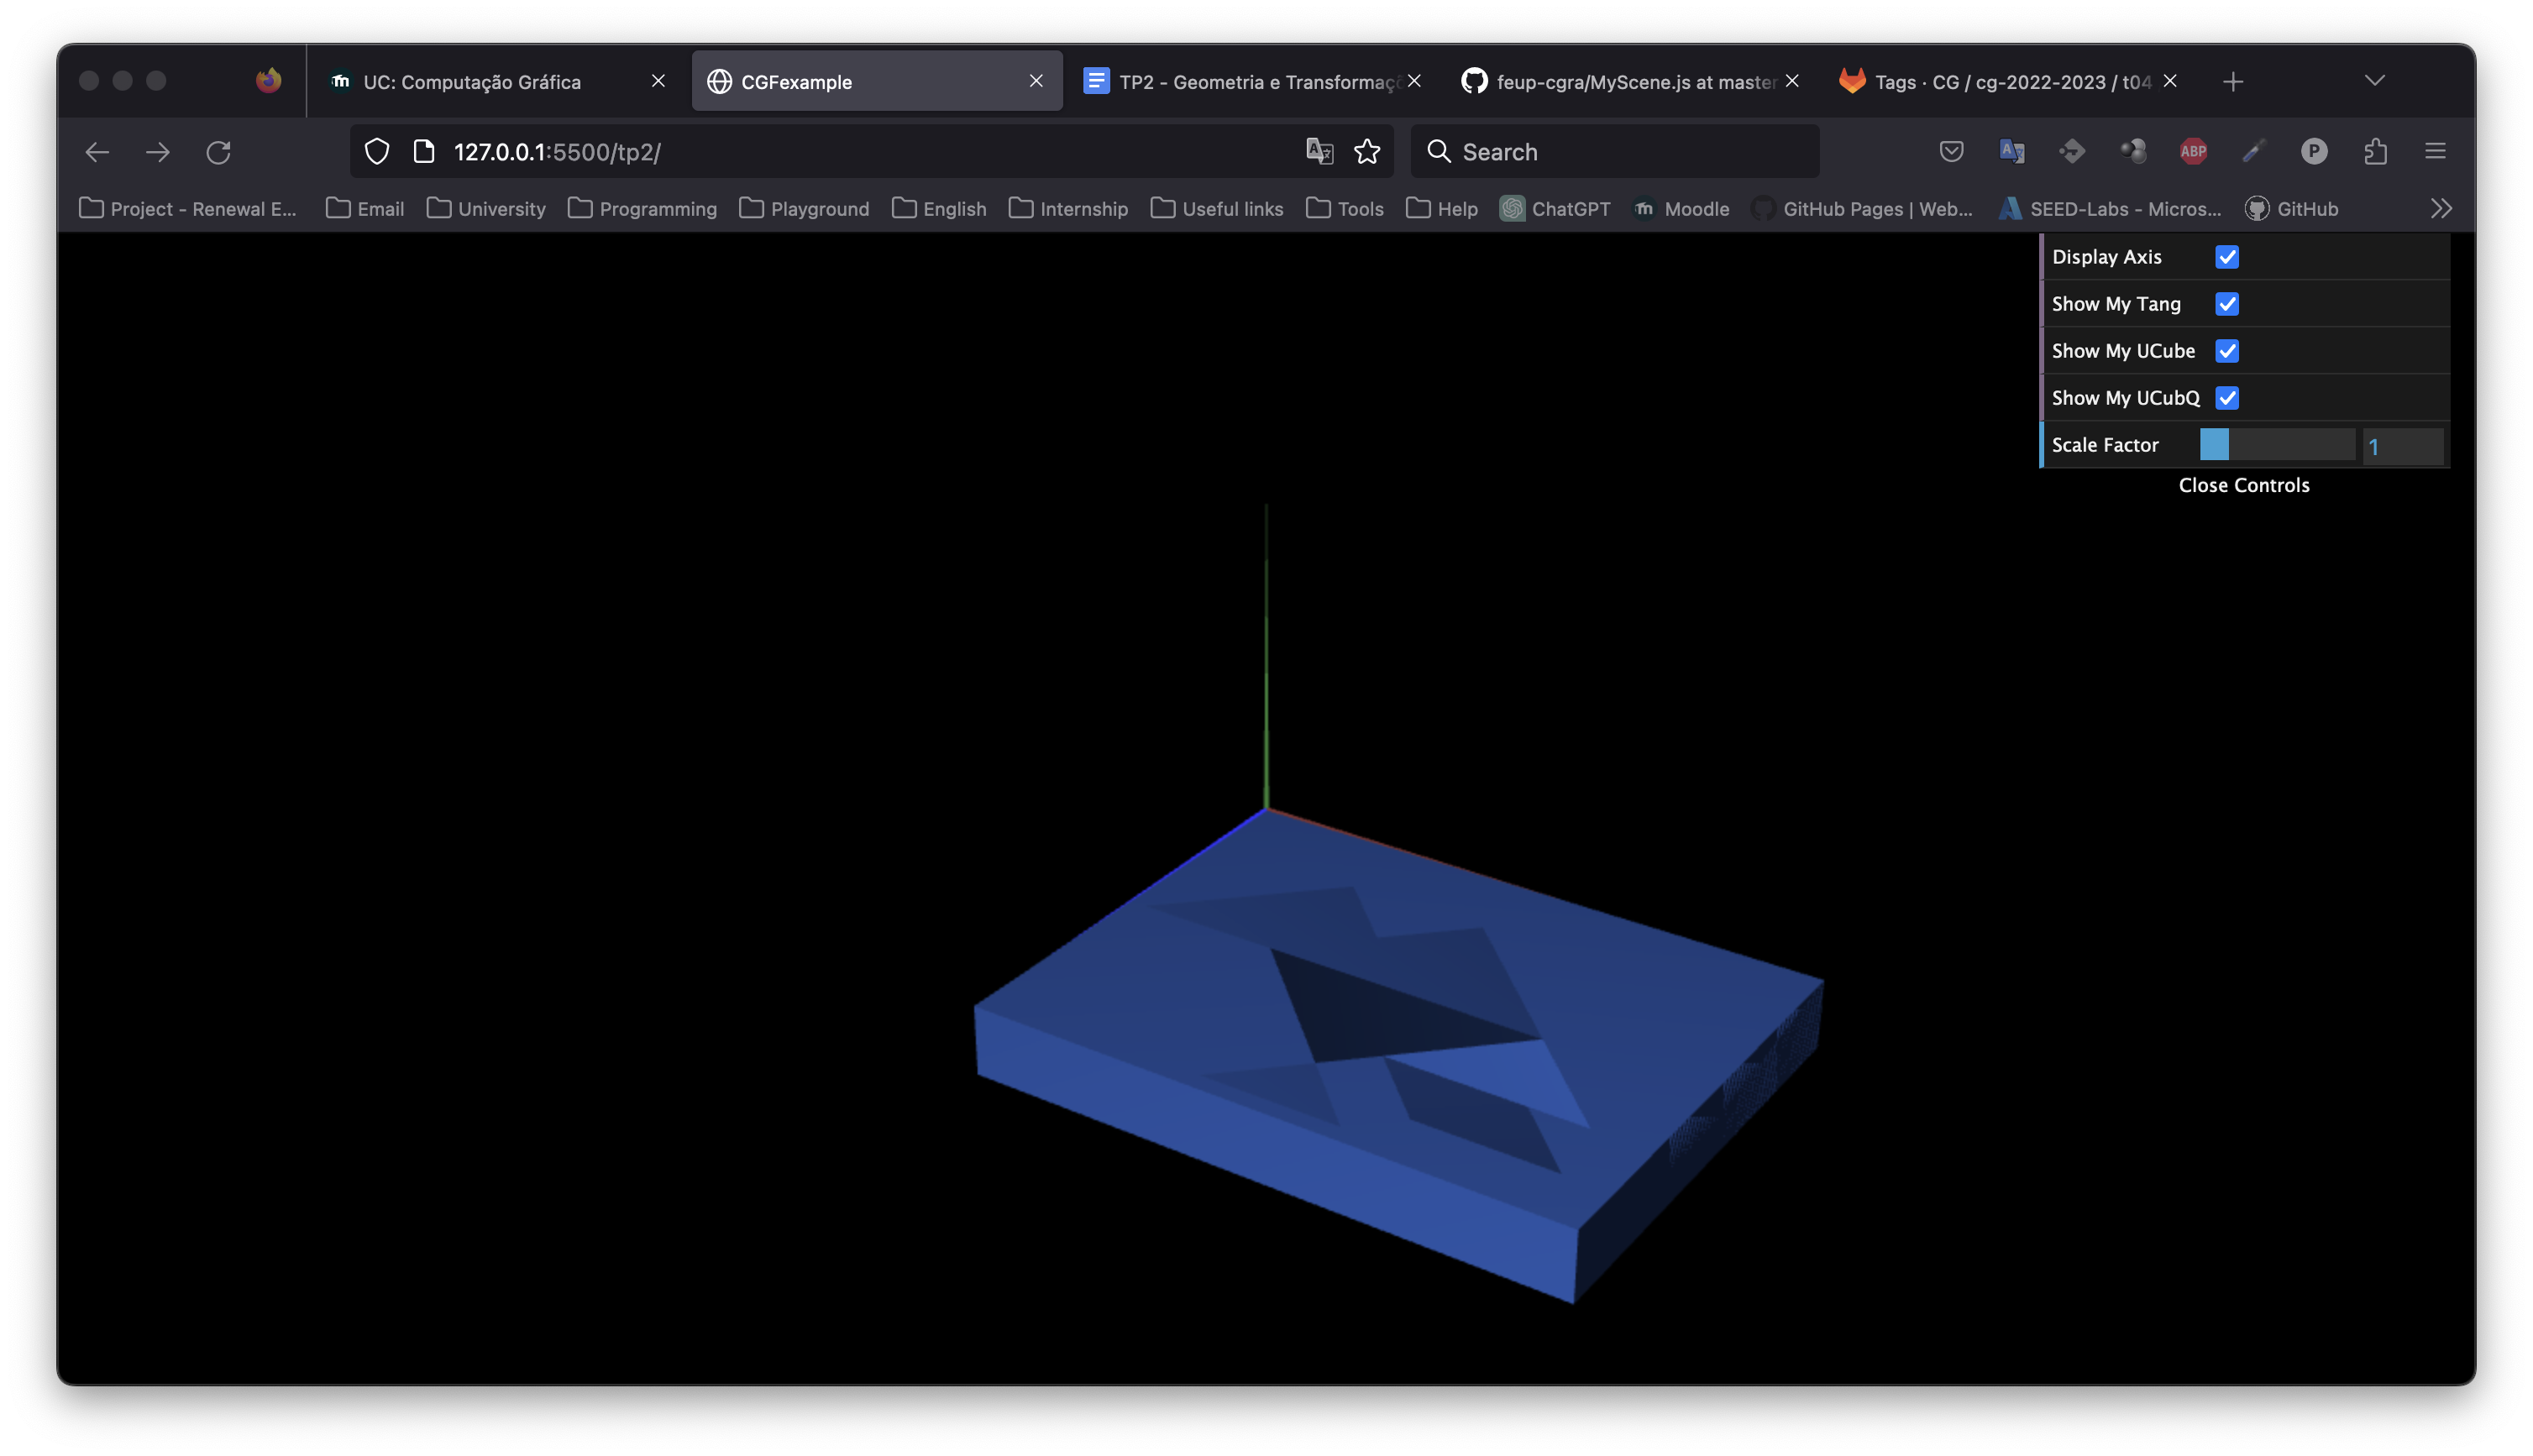 UC: Computação Gráfica
CGFexample
TP2 - Geometria e Transformaçõ
feup-cgra/MyScene.js at master
Tags · CG / cg-2022-2023 / t04
127.0.0.1:5500/tp2/
Search
ABP
P
Project - Renewal E...
Email
University
Programming
Playground
English
Internship
Useful links
Tools
Help
ChatGPT
Moodle
GitHub Pages | Web...
SEED-Labs - Micros...
GitHub
Display Axis
Show My Tang
Show My UCube
Show My UCubQ
Scale Factor 1
Close Controls